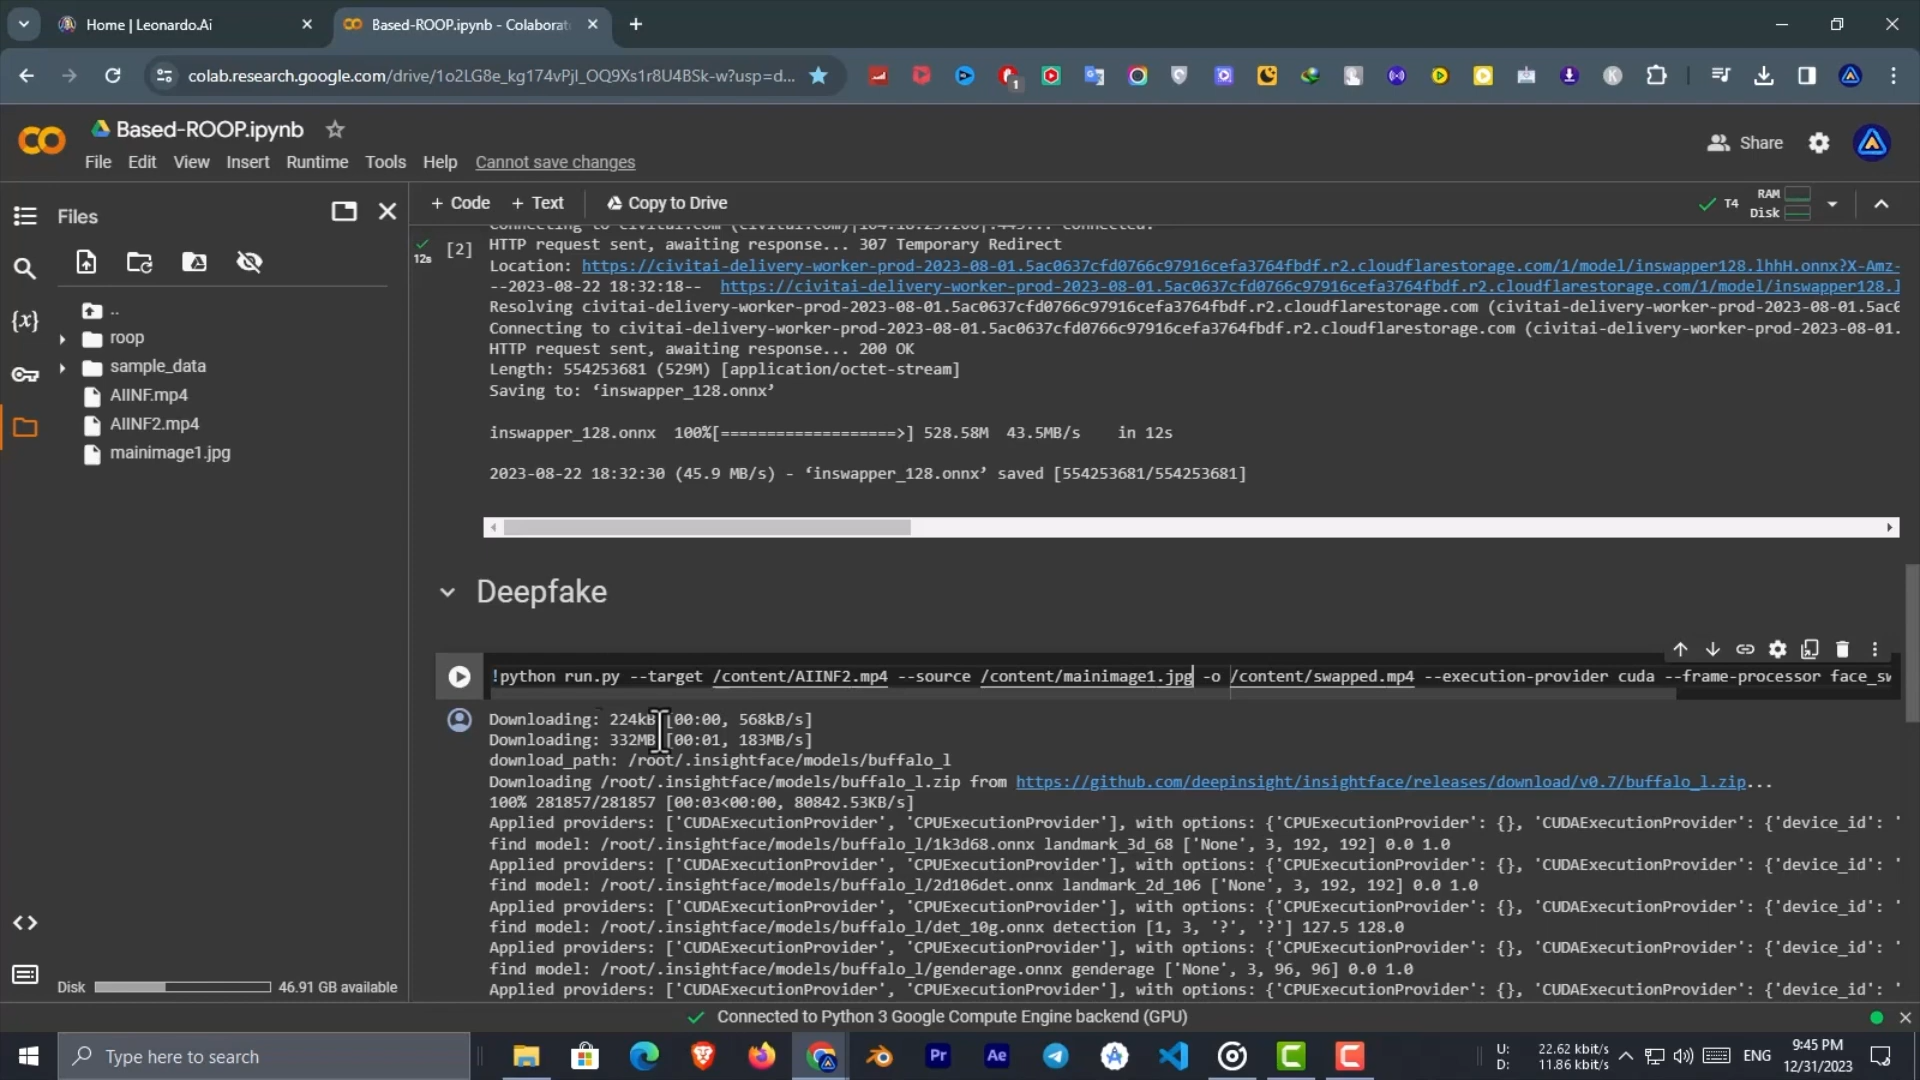 Home | Leonardo.Ai
Based-ROOP.ipynb - Colaborat
colab.research.google.com/drive/1o2LG8e_kg174vPjl_OQ9Xs1r8U4BSk-w?usp=d...
1
Based-ROOP.ipynb
File Edit View Insert Runtime Tools Help Cannot save changes
Share
Files
+ Code + Text Copy to Drive
T4 RAM
Disk
..
roop
sample_data
AIINF.mp4
AIINF2.mp4
mainimage1.jpg
{x}
Disk 46.91 GB available
12s [2]
HTTP request sent, awaiting response... 307 Temporary Redirect
Location: https://civitai-delivery-worker-prod-2023-08-01.5ac0637cfd0766c97916cefa3764fbdf.r2.cloudflarestorage.com/1/model/inswapper128.lhhH.onnx?X-Amz-
--2023-08-22 18:32:18-- https://civitai-delivery-worker-prod-2023-08-01.5ac0637cfd0766c97916cefa3764fbdf.r2.cloudflarestorage.com/1/model/inswapper128.
Resolving civitai-delivery-worker-prod-2023-08-01.5ac0637cfd0766c97916cefa3764fbdf.r2.cloudflarestorage.com (civitai-delivery-worker-prod-2023-08-01.5ac
Connecting to civitai-delivery-worker-prod-2023-08-01.5ac0637cfd0766c97916cefa3764fbdf.r2.cloudflarestorage.com (civitai-delivery-worker-prod-2023-08-01.
HTTP request sent, awaiting response... 200 OK
Length: 554253681 (529M) [application/octet-stream]
Saving to: ‘inswapper_128.onnx’
inswapper_128.onnx 100%[===================>] 528.58M 43.5MB/s in 12s
2023-08-22 18:32:30 (45.9 MB/s) - ‘inswapper_128.onnx’ saved [554253681/554253681]
Deepfake
!python run.py --target /content/AIINF2.mp4 --source /content/mainimage1.jpg -o /content/swapped.mp4 --execution-provider cuda --frame-processor face_sw
Downloading: 224kB [00:00, 568kB/s]
Downloading: 332MB [00:01, 183MB/s]
download_path: /root/.insightface/models/buffalo_l
Downloading /root/.insightface/models/buffalo_l.zip from https://github.com/deepinsight/insightface/releases/download/v0.7/buffalo_l.zip...
100% 281857/281857 [00:03<00:00, 80842.53KB/s]
Applied providers: ['CUDAExecutionProvider', 'CPUExecutionProvider'], with options: {'CPUExecutionProvider': {}, 'CUDAExecutionProvider': {'device_id': '
find model: /root/.insightface/models/buffalo_l/1k3d68.onnx landmark_3d_68 ['None', 3, 192, 192] 0.0 1.0
Applied providers: ['CUDAExecutionProvider', 'CPUExecutionProvider'], with options: {'CPUExecutionProvider': {}, 'CUDAExecutionProvider': {'device_id': '
find model: /root/.insightface/models/buffalo_l/2d106det.onnx landmark_2d_106 ['None', 3, 192, 192] 0.0 1.0
Applied providers: ['CUDAExecutionProvider', 'CPUExecutionProvider'], with options: {'CPUExecutionProvider': {}, 'CUDAExecutionProvider': {'device_id': '
find model: /root/.insightface/models/buffalo_l/det_10g.onnx detection [1, 3, '?', '?'] 127.5 128.0
Applied providers: ['CUDAExecutionProvider', 'CPUExecutionProvider'], with options: {'CPUExecutionProvider': {}, 'CUDAExecutionProvider': {'device_id': '
find model: /root/.insightface/models/buffalo_l/genderage.onnx genderage ['None', 3, 96, 96] 0.0 1.0
Applied providers: ['CUDAExecutionProvider', 'CPUExecutionProvider'], with options: {'CPUExecutionProvider': {}, 'CUDAExecutionProvider': {'device_id': '
Connected to Python 3 Google Compute Engine backend (GPU)
Type here to search
Pr
Ae
U: 22.62 kbit/s
D: 11.86 kbit/s
ENG
9:45 PM
12/31/2023